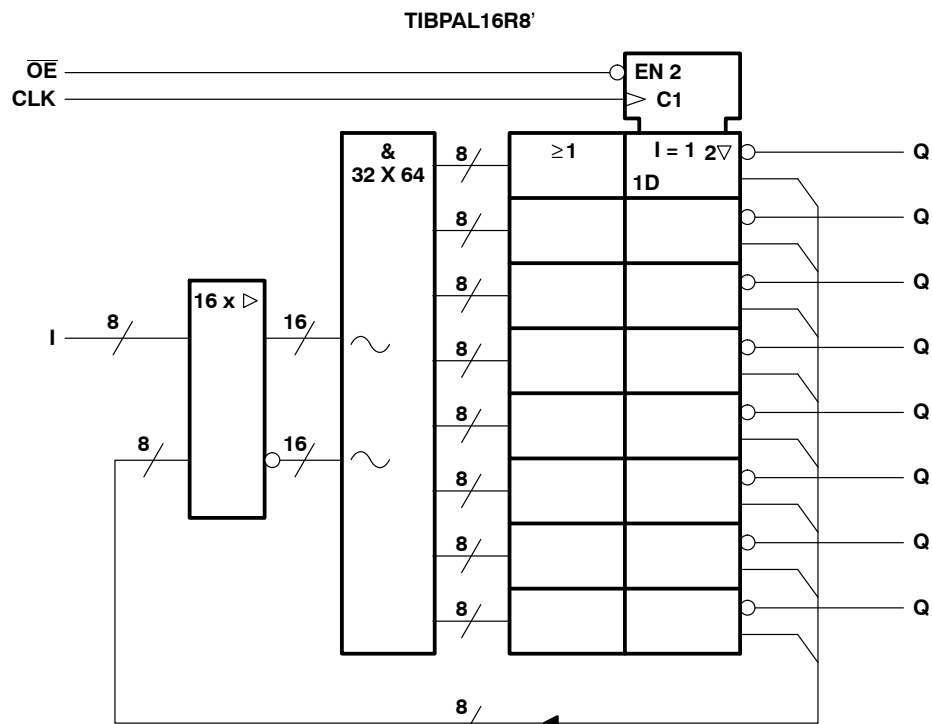 TIBPAL16R8'
OE
EN 2
CLK
C1
&
32 X 64
8
≥1
I = 1
2▽
Q
1D
8
Q
8
Q
16 x ▷
I
8
16
8
Q
8
Q
8
16
8
Q
8
Q
8
Q
8